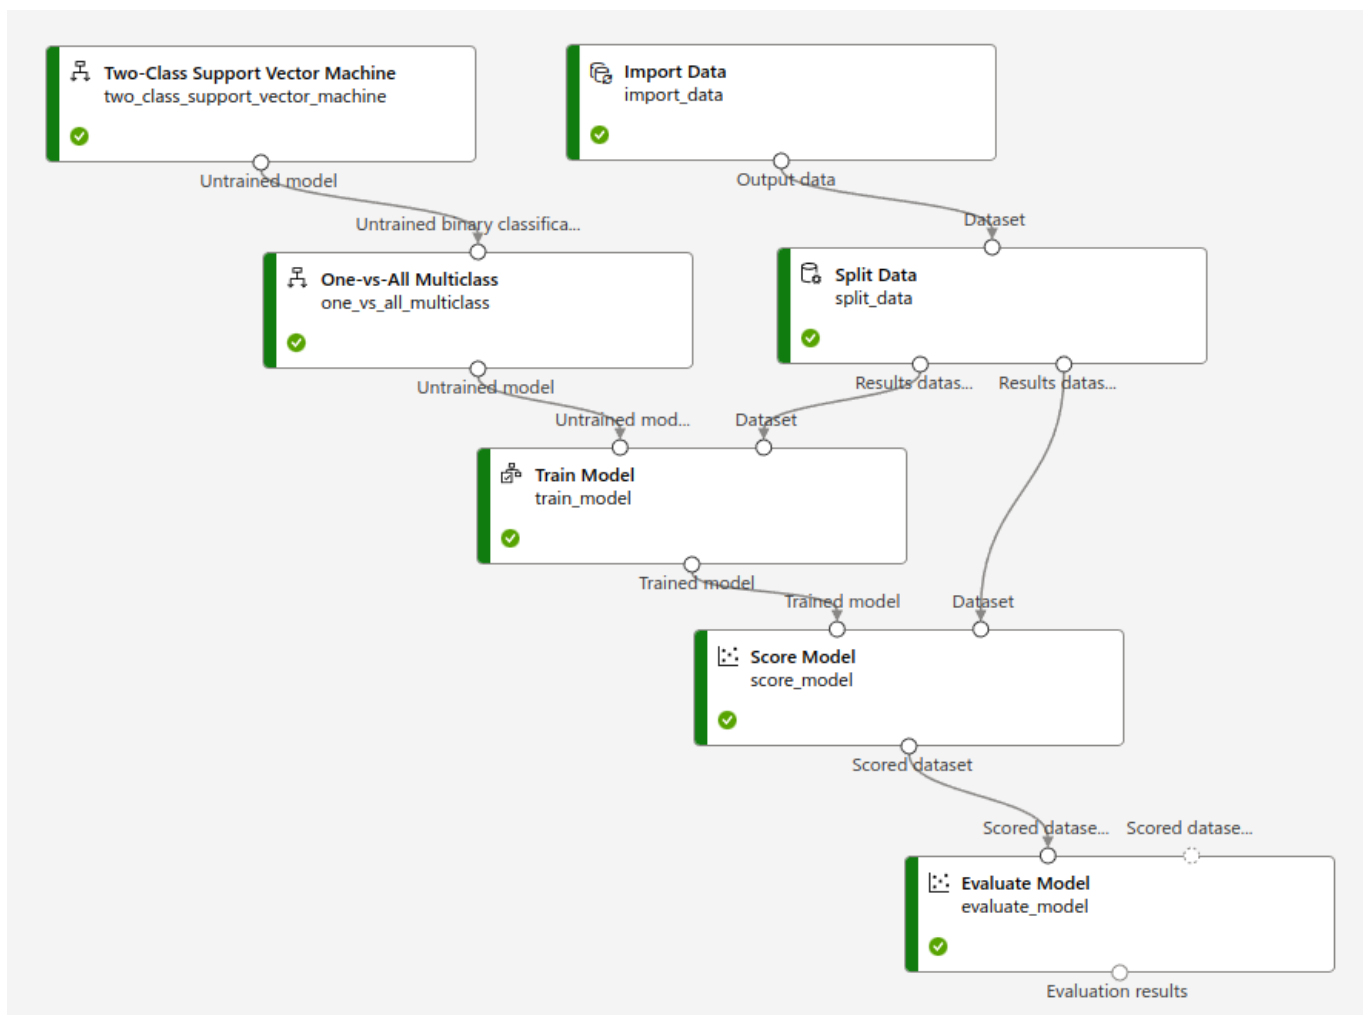 Two-Class Support Vector Machine
two_class_support_vector_machine
Untrained model
Import Data
import_data
Output data
Untrained binary classifica...
One-vs-All Multiclass
one_vs_all_multiclass
Untrained model
Dataset
Split Data
split_data
Results datas...
Results datas...
Untrained mod...
Dataset
Train Model
train_model
Trained model
Trained model
Dataset
Score Model
score_model
Scored dataset
Scored datase...
Scored datase...
Evaluate Model
evaluate_model
Evaluation results